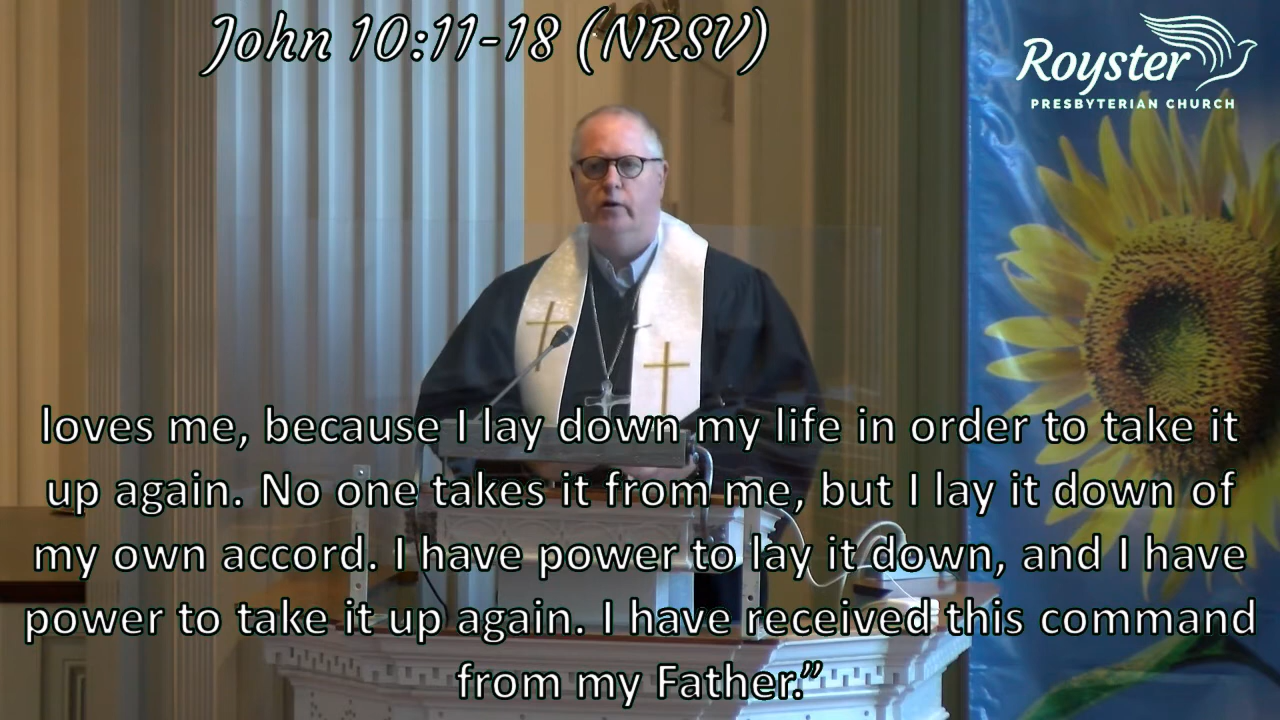 John 10:11-18 (NRSV)
Royster
PRESBYTERIAN CHURCH
loves me, because I lay down my life in order to take it
up again. No one takes it from me, but I lay it down of
my own accord. I have power to lay it down, and I have
power to take it up again. I have received this command
from my Father.”